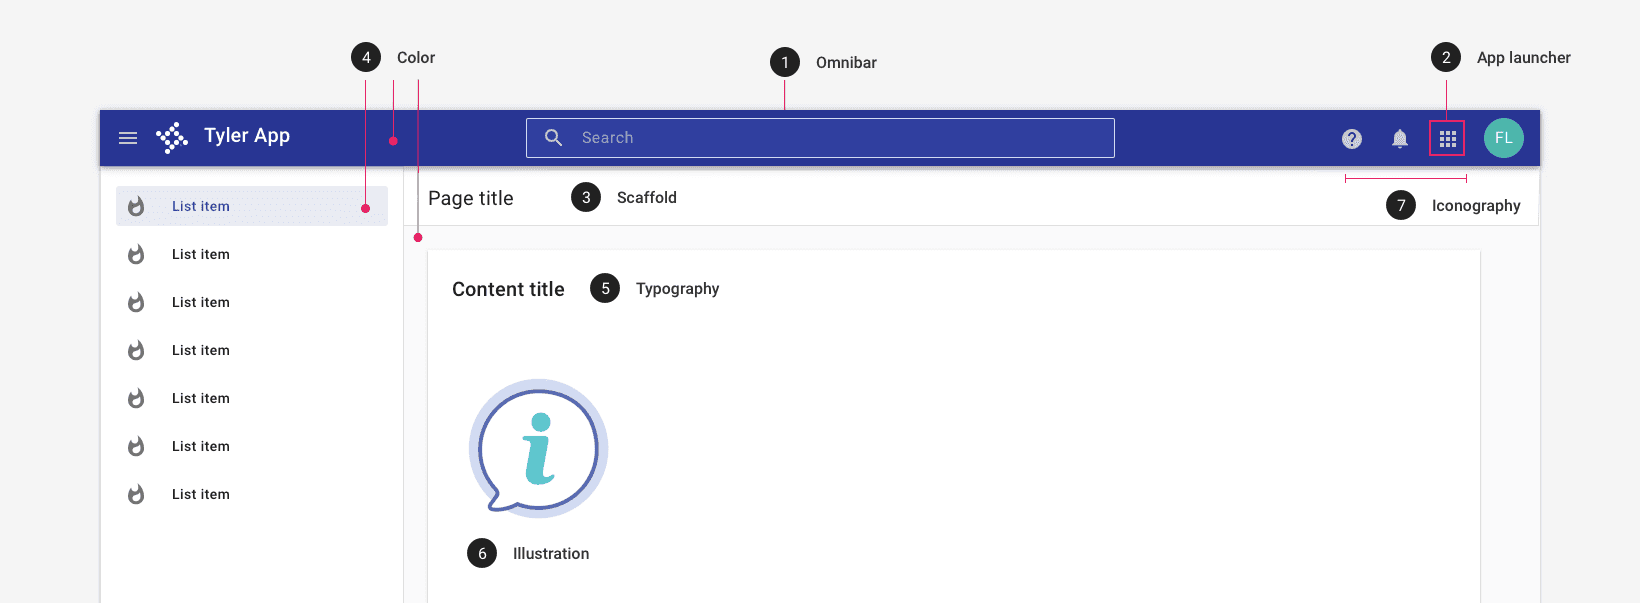 4 Color
1 Omnibar
2 App launcher
Tyler App
Search
FL
List item
Page title
3 Scaffold
7 Iconography
List item
Content title
5 Typography
List item
List item
List item
List item
List item
i
6 Illustration